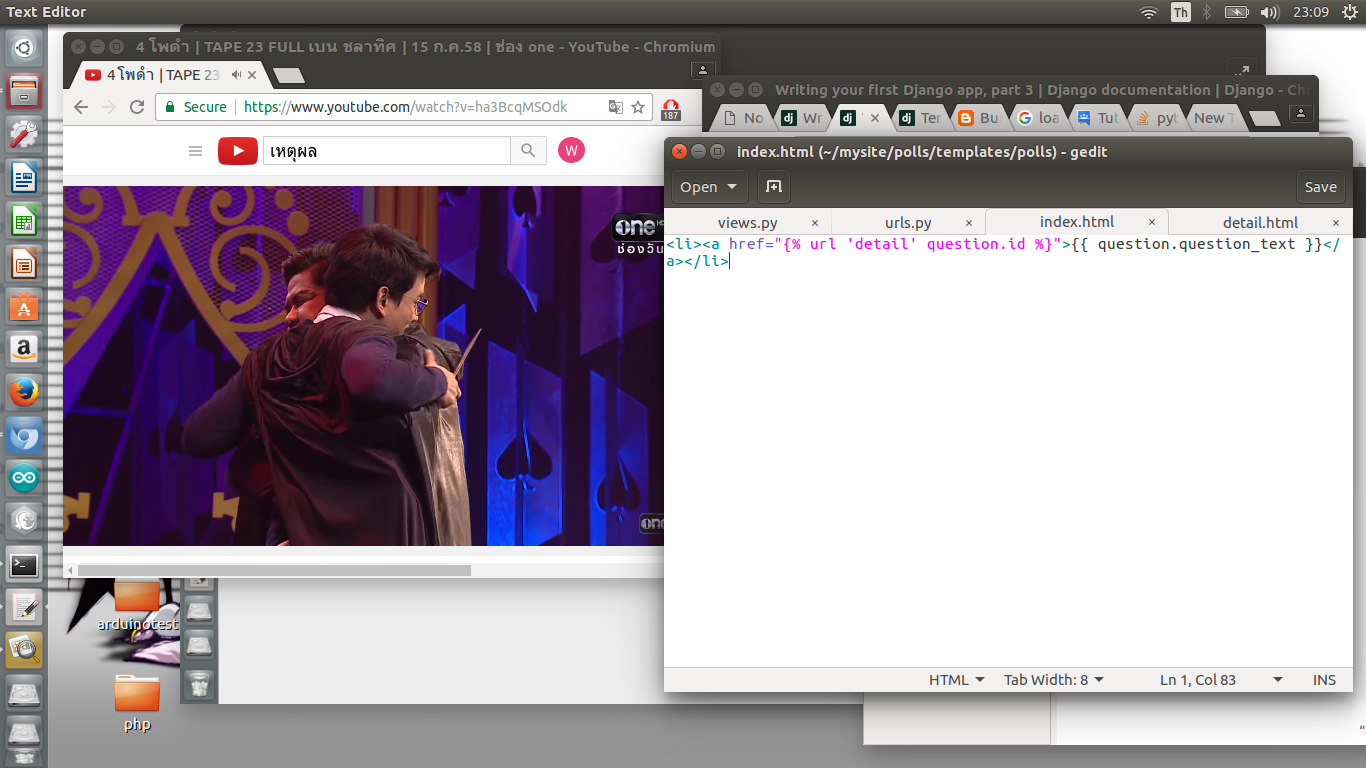 Text Editor
Th
23:09
4 โพดำ | TAPE 23 FULL เบน ชลาทิศ | 15 ก.ค.58 | ช่อง one - YouTube - Chromium
4 โพดำ | TAPE 23
Secure
https://www.youtube.com/watch?v=ha3BcqMSOdk
187
เหตุผล
W
one
ช่องวัน
one
Writing your first Django app, part 3 | Django documentation | Django - Ch
No
dj Wr
dj
dj Ter
Bu
loa
Tut
pyt
New T
index.html (~/mysite/polls/templates/polls) - gedit
Open
Save
views.py
urls.py
index.html
detail.html
<li><a href="{% url 'detail' question.id %}">{{ question.question_text }}</
a></li>
HTML
Tab Width: 8
Ln 1, Col 83
INS
arduinotest
php